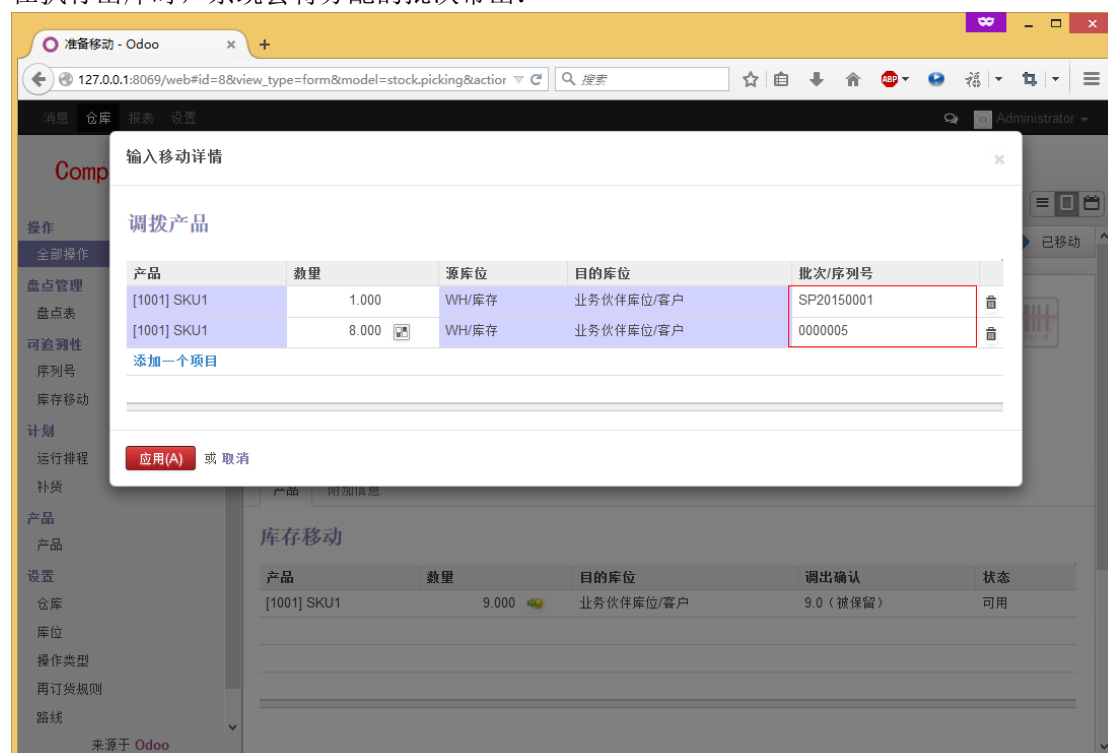 准备移动 - Odoo
127.0.0.1:8069/web#id=8&view_type=form&model=stock.picking&action
搜索
ABP
消息 仓库 报表 设置
Administrator
Comp
输入移动详情
操作
全部操作
已移动
调拨产品
产品 数量 源库位 目的库位 批次/序列号
[1001] SKU1 1.000 WH/库存 业务伙伴库位/客户 SP20150001
[1001] SKU1 8.000 WH/库存 业务伙伴库位/客户 0000005
添加一个项目
应用(A) 或 取消
盘点管理
盘点表
可追溯性
序列号
库存移动
计划
运行排程
补货
产品
产品
设置
仓库
库位
操作类型
再订货规则
路线
来源于 Odoo
产品 附加信息
库存移动
产品 数量 目的库位 调出确认 状态
[1001] SKU1 9.000 业务伙伴库位/客户 9.0（被保留） 可用